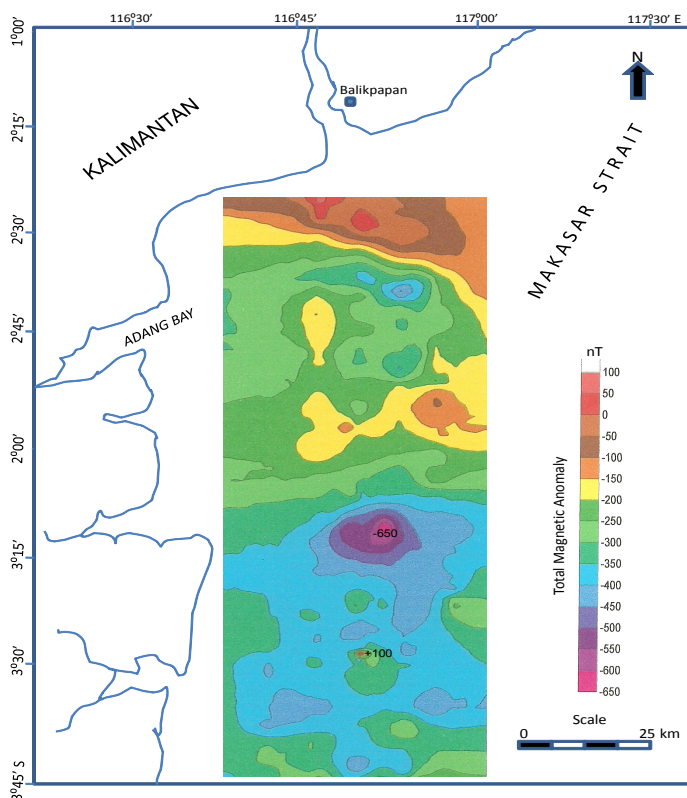 116°30'
116°45'
117°00'
117°30' E
1°00'
2°15'
2°30'
2°45'
2°00'
3°15'
3°30'
3°45' S
N
Balikpapan
KALIMANTAN
MAKASAR STRAIT
ADANG BAY
-650
+100
nT
100
50
0
-50
-100
-150
-200
-250
-300
-350
-400
-450
-500
-550
-600
-650
Total Magnetic Anomaly
Scale
0
25 km